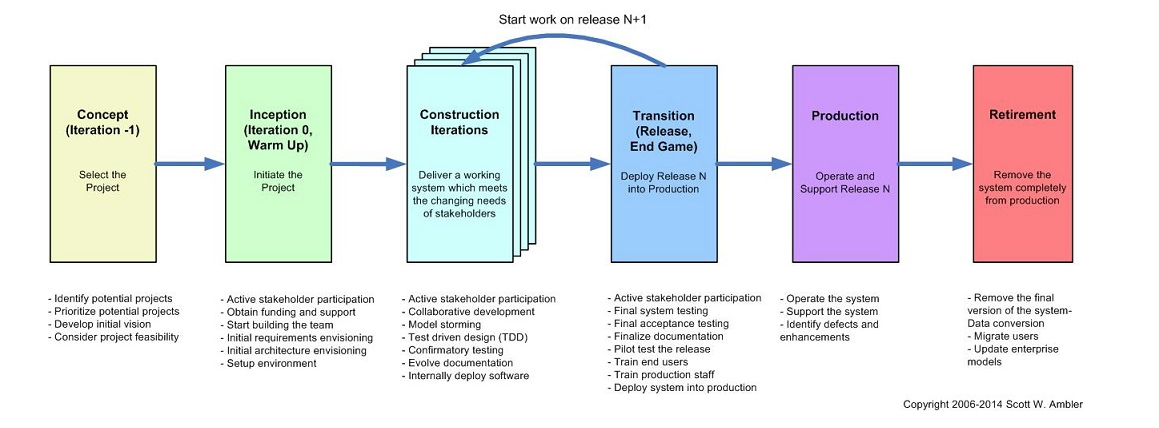 Start work on release N+1
Concept
(Iteration -1)
Select the
Project
Inception
(Iteration 0,
Warm Up)
Initiate the
Project
Construction
Iterations
Deliver a working
system which meets
the changing needs
of stakeholders
Transition
(Release,
End Game)
Deploy Release N
into Production
Production
Operate and
Support Release N
Retirement
Remove the
system completely
from production
- Identify potential projects
- Prioritize potential projects
- Develop initial vision
- Consider project feasibility
- Active stakeholder participation
- Obtain funding and support
- Start building the team
- Initial requirements envisioning
- Initial architecture envisioning
- Setup environment
- Active stakeholder participation
- Collaborative development
- Model storming
- Test driven design (TDD)
- Confirmatory testing
- Evolve documentation
- Internally deploy software
- Active stakeholder participation
- Final system testing
- Final acceptance testing
- Finalize documentation
- Pilot test the release
- Train end users
- Train production staff
- Deploy system into production
- Operate the system
- Support the system
- Identify defects and
enhancements
- Remove the final
version of the system-
Data conversion
- Migrate users
- Update enterprise
models
Copyright 2006-2014 Scott W. Ambler